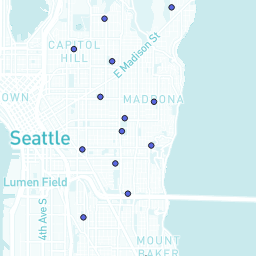 CAPITOL
HILL
E Madison St
OWN
MADRONA
Seattle
Lumen Field
4th Ave S
MOUNT
BAKER